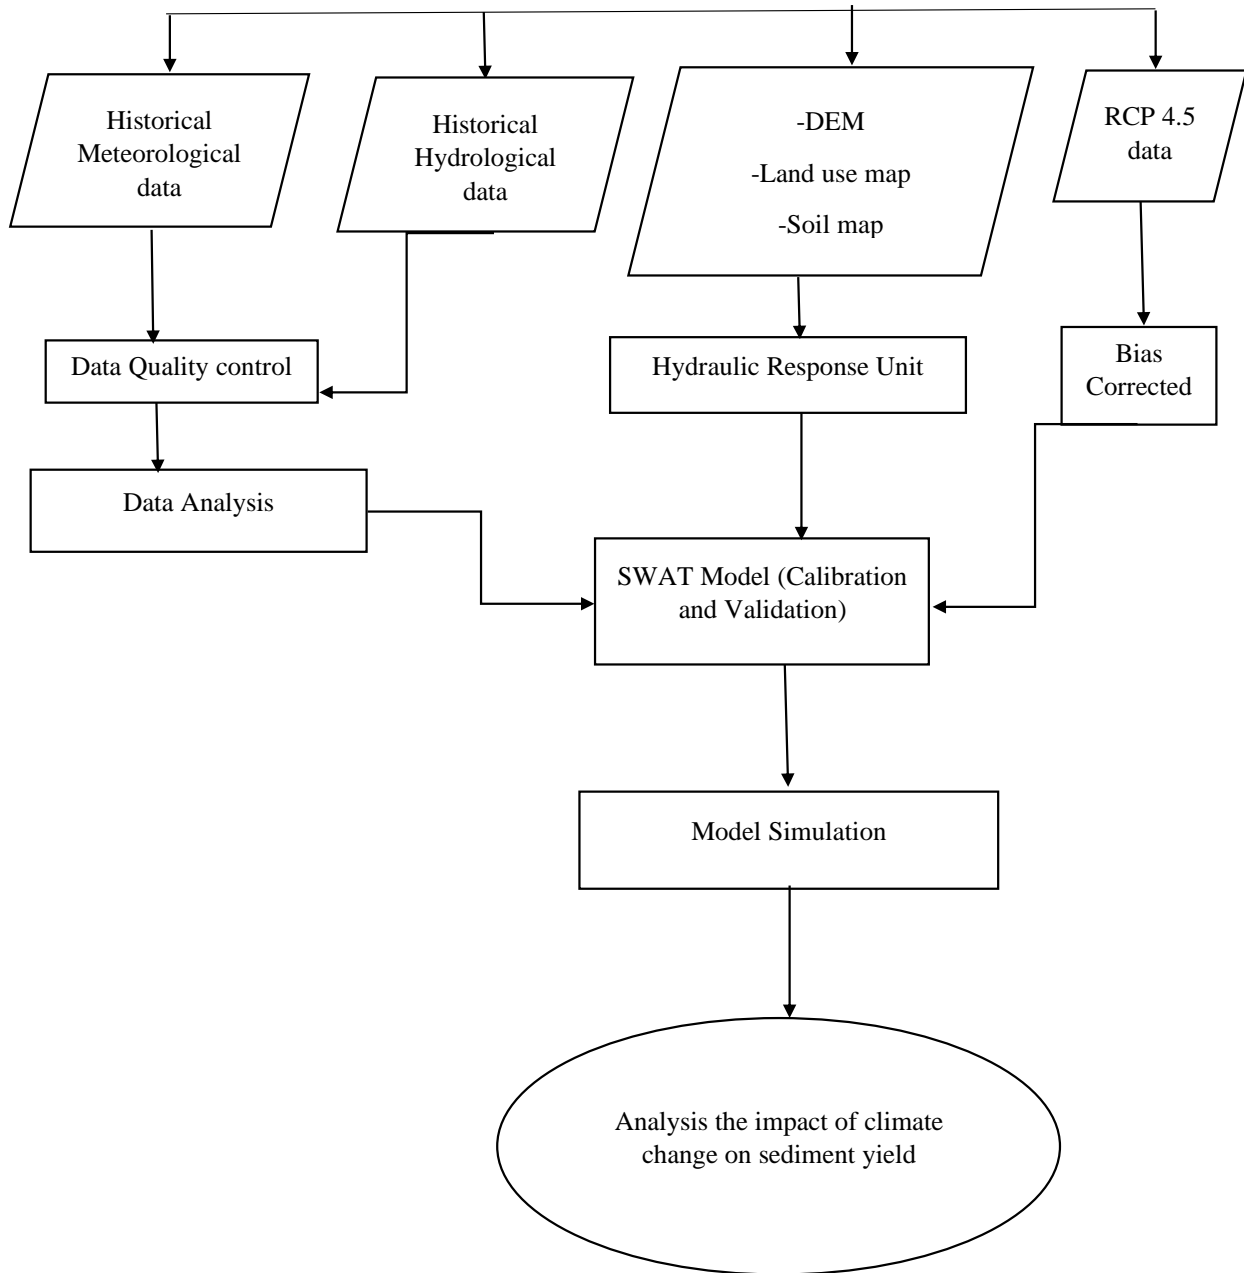 Historical
Meteorological
data
Historical
Hydrological
data
-DEM
-Land use map
-Soil map
RCP 4.5
data
Data Quality control
Hydraulic Response Unit
Bias
Corrected
Data Analysis
SWAT Model (Calibration
and Validation)
Model Simulation
Analysis the impact of climate
change on sediment yield